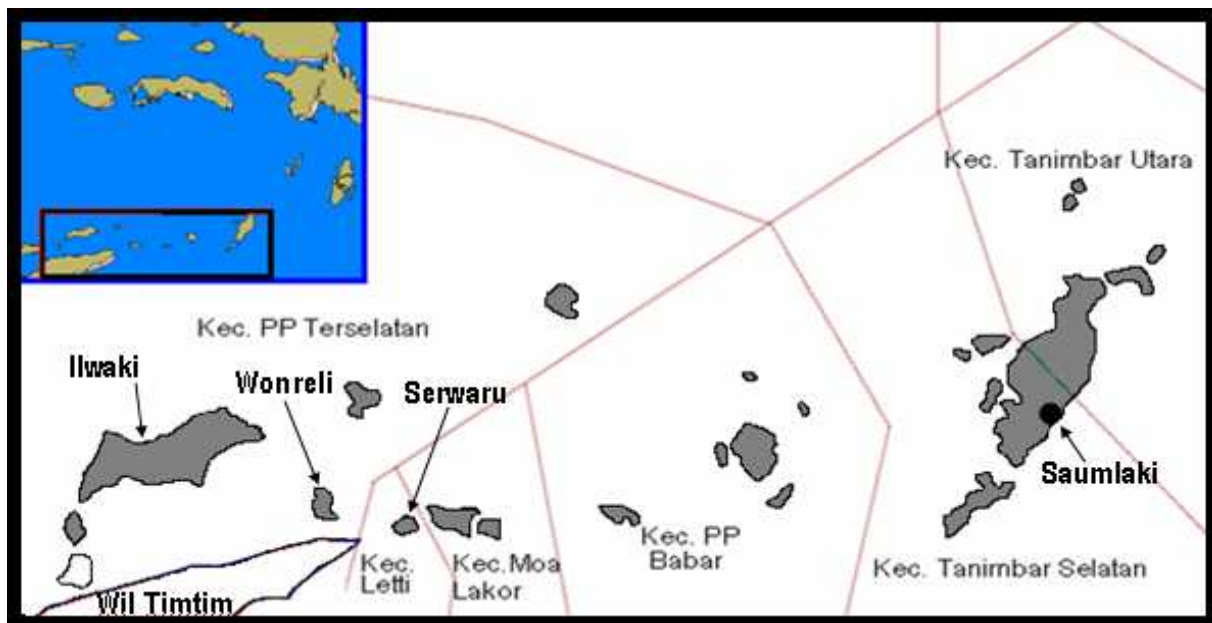 Kec. Tanimbar Utara
Kec. PP Terselatan
Ilwaki
Wonreli
Serwaru
Saumlaki
Kec. PP
Babar
Kec.
Letti
Kec.Moa
Lakor
Kec. Tanimbar Selatan
Wil Timtim